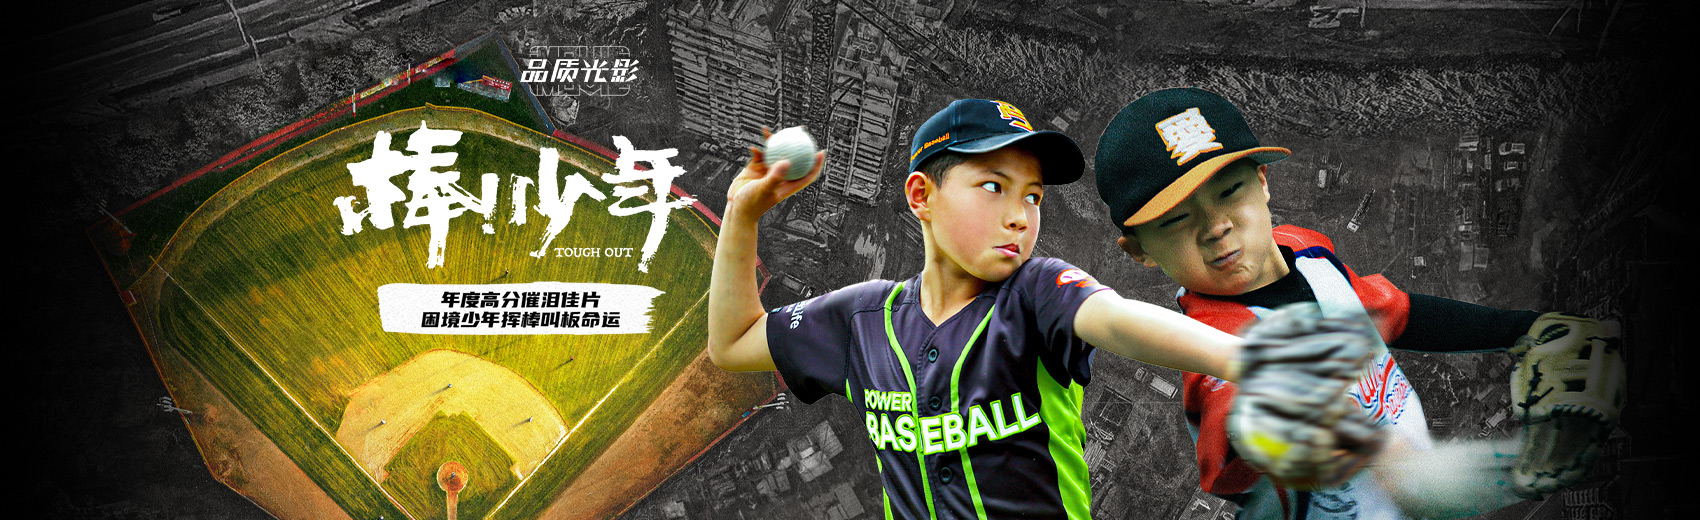 品质光影
MOVIE
棒!少年
TOUGH OUT
年度高分催泪佳片
困境少年挥棒叫板命运
POWER
BASEBALL